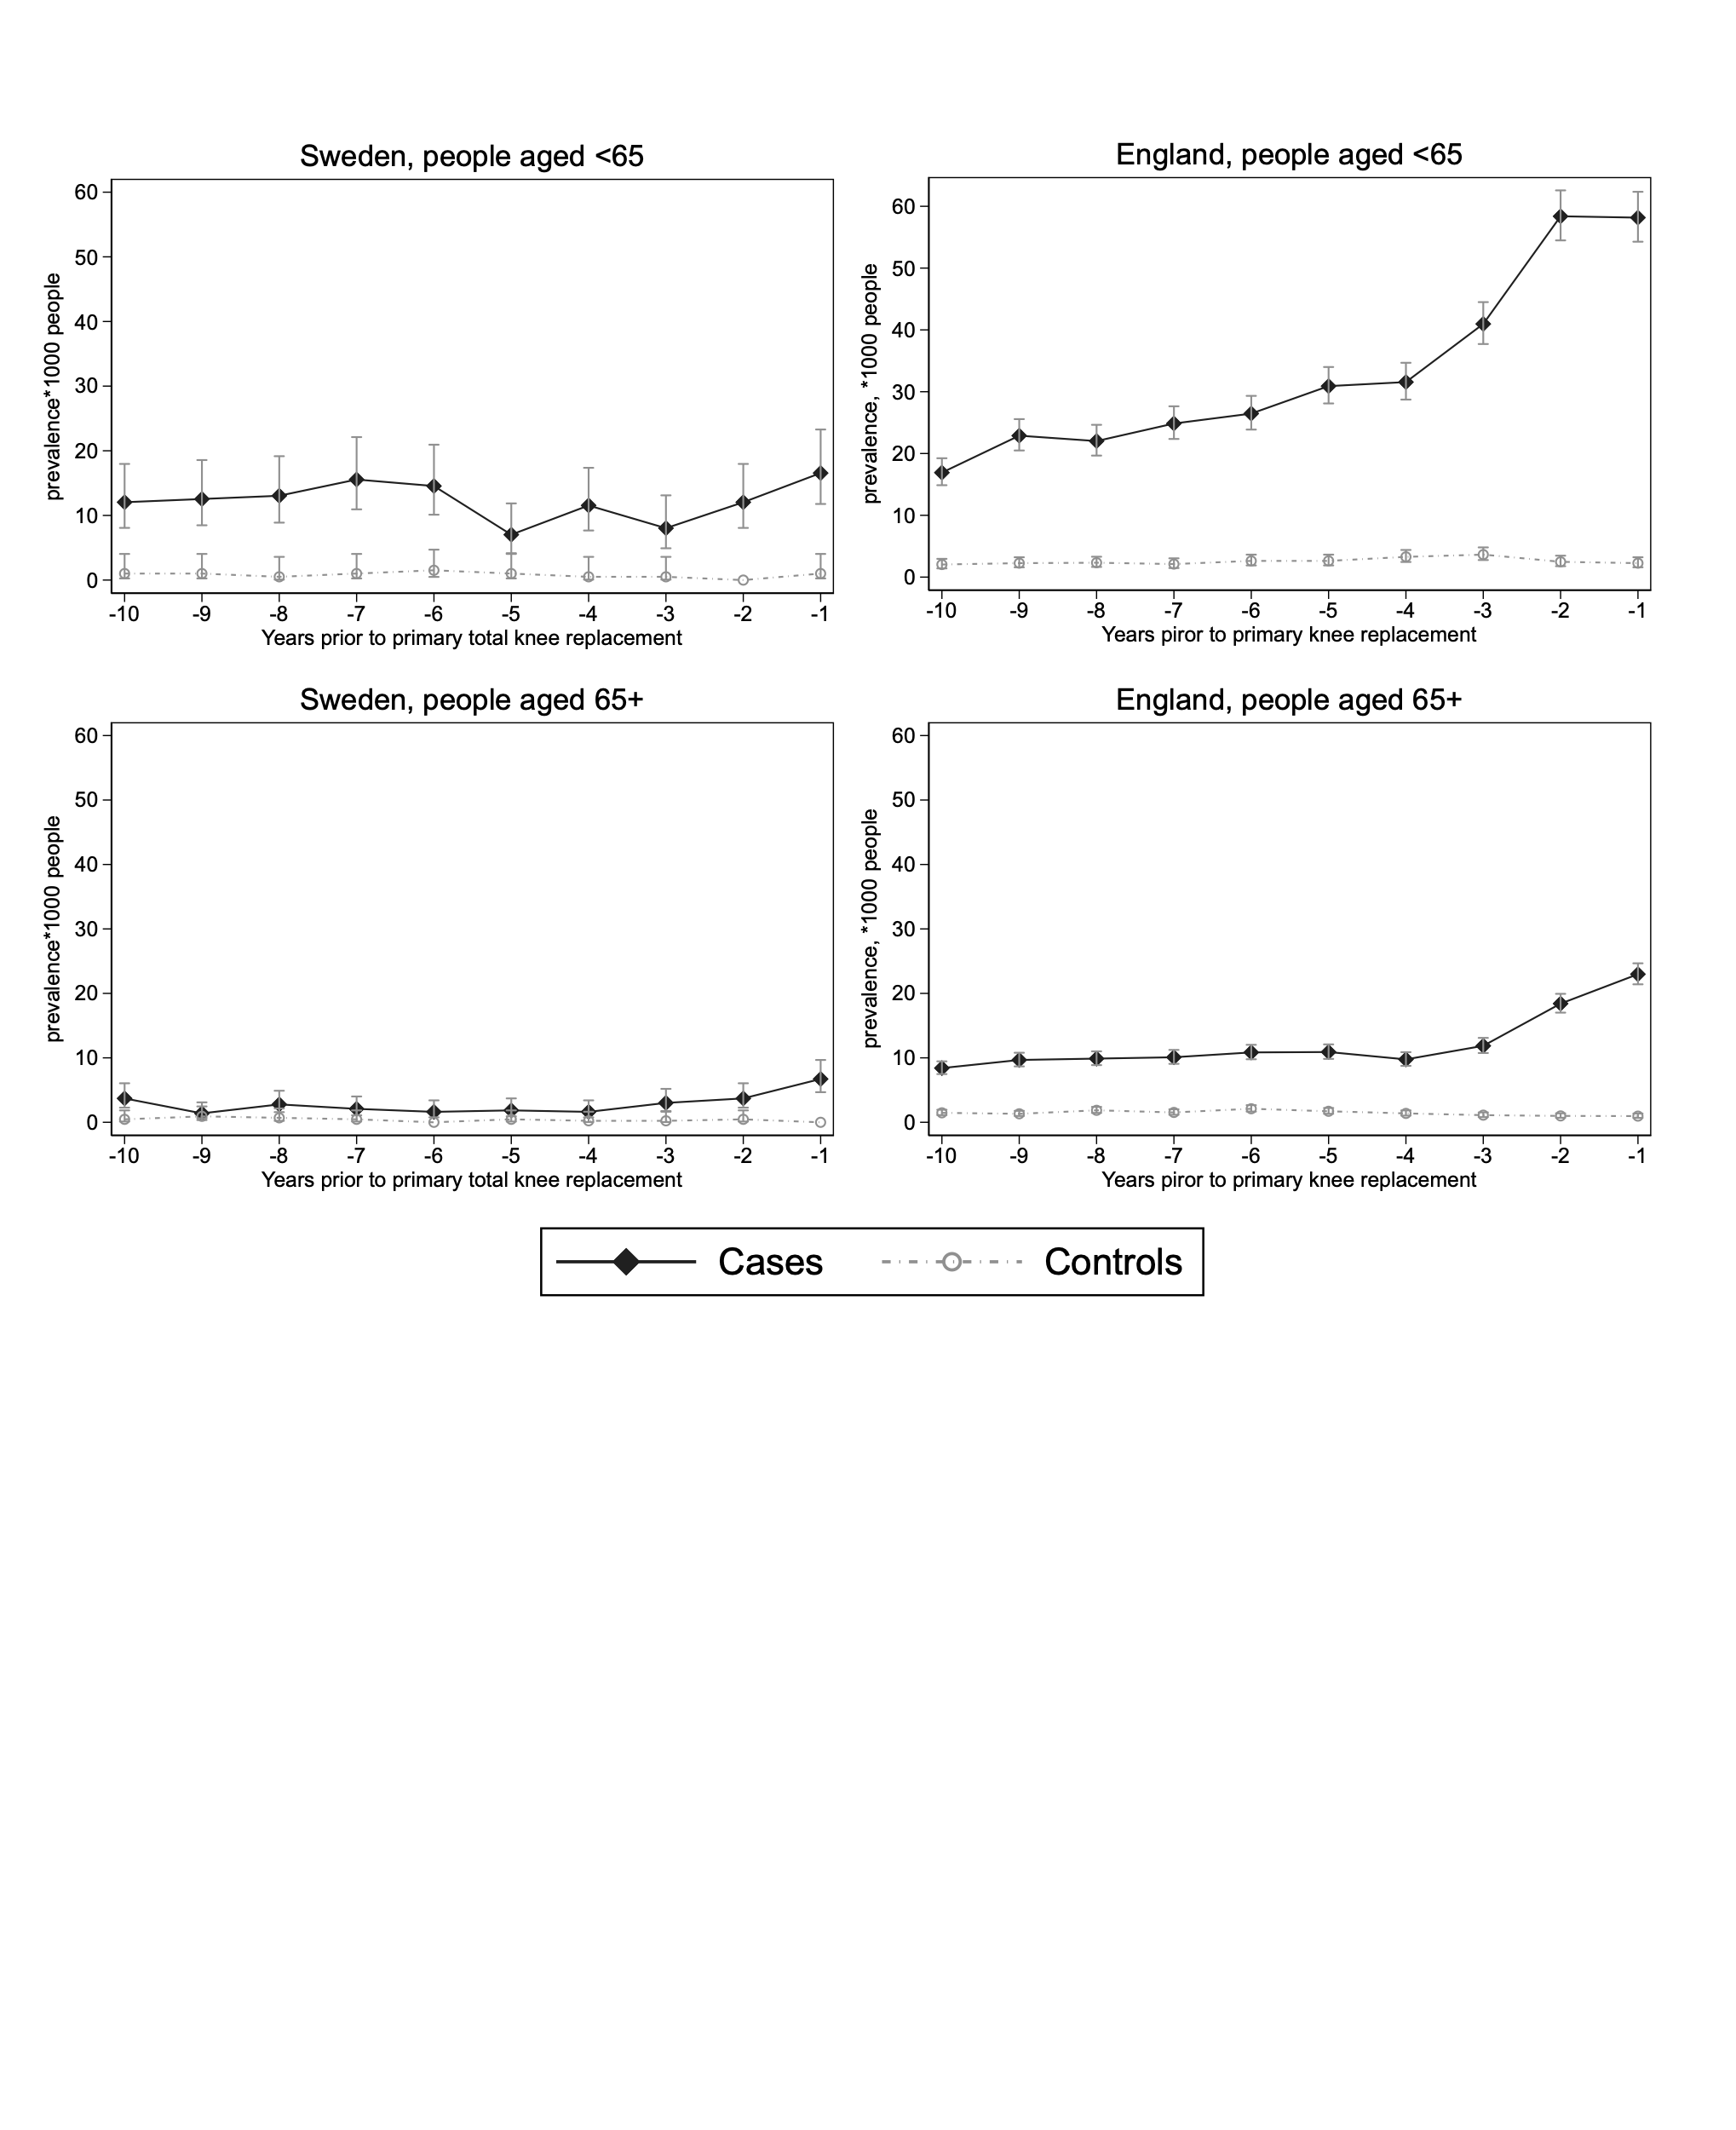 Sweden, people aged <65
prevalence*1000 people
60
50
40
30
20
10
0
-10 -9 -8 -7 -6 -5 -4 -3 -2 -1
Years prior to primary total knee replacement
England, people aged <65
prevalence, *1000 people
60
50
40
30
20
10
0
-10 -9 -8 -7 -6 -5 -4 -3 -2 -1
Years piror to primary knee replacement
Sweden, people aged 65+
prevalence*1000 people
60
50
40
30
20
10
0
-10 -9 -8 -7 -6 -5 -4 -3 -2 -1
Years prior to primary total knee replacement
England, people aged 65+
prevalence, *1000 people
60
50
40
30
20
10
0
-10 -9 -8 -7 -6 -5 -4 -3 -2 -1
Years piror to primary knee replacement
Cases Controls